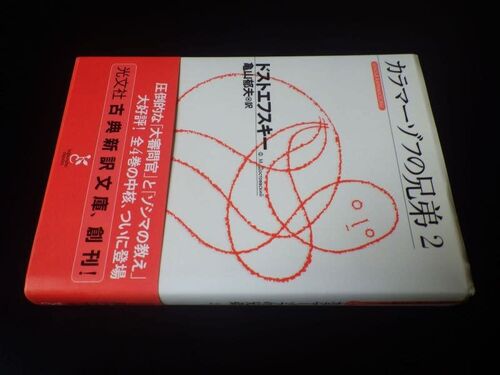 カラマーゾフの兄弟 2
ドストエフスキー
亀山郁夫◎訳
Ф. М. Достоевский
圧倒的な「大審問官」と「ゾシマの教え」
大好評! 全4巻の中核、ついに登場
光文社 古典新訳文庫、創刊!